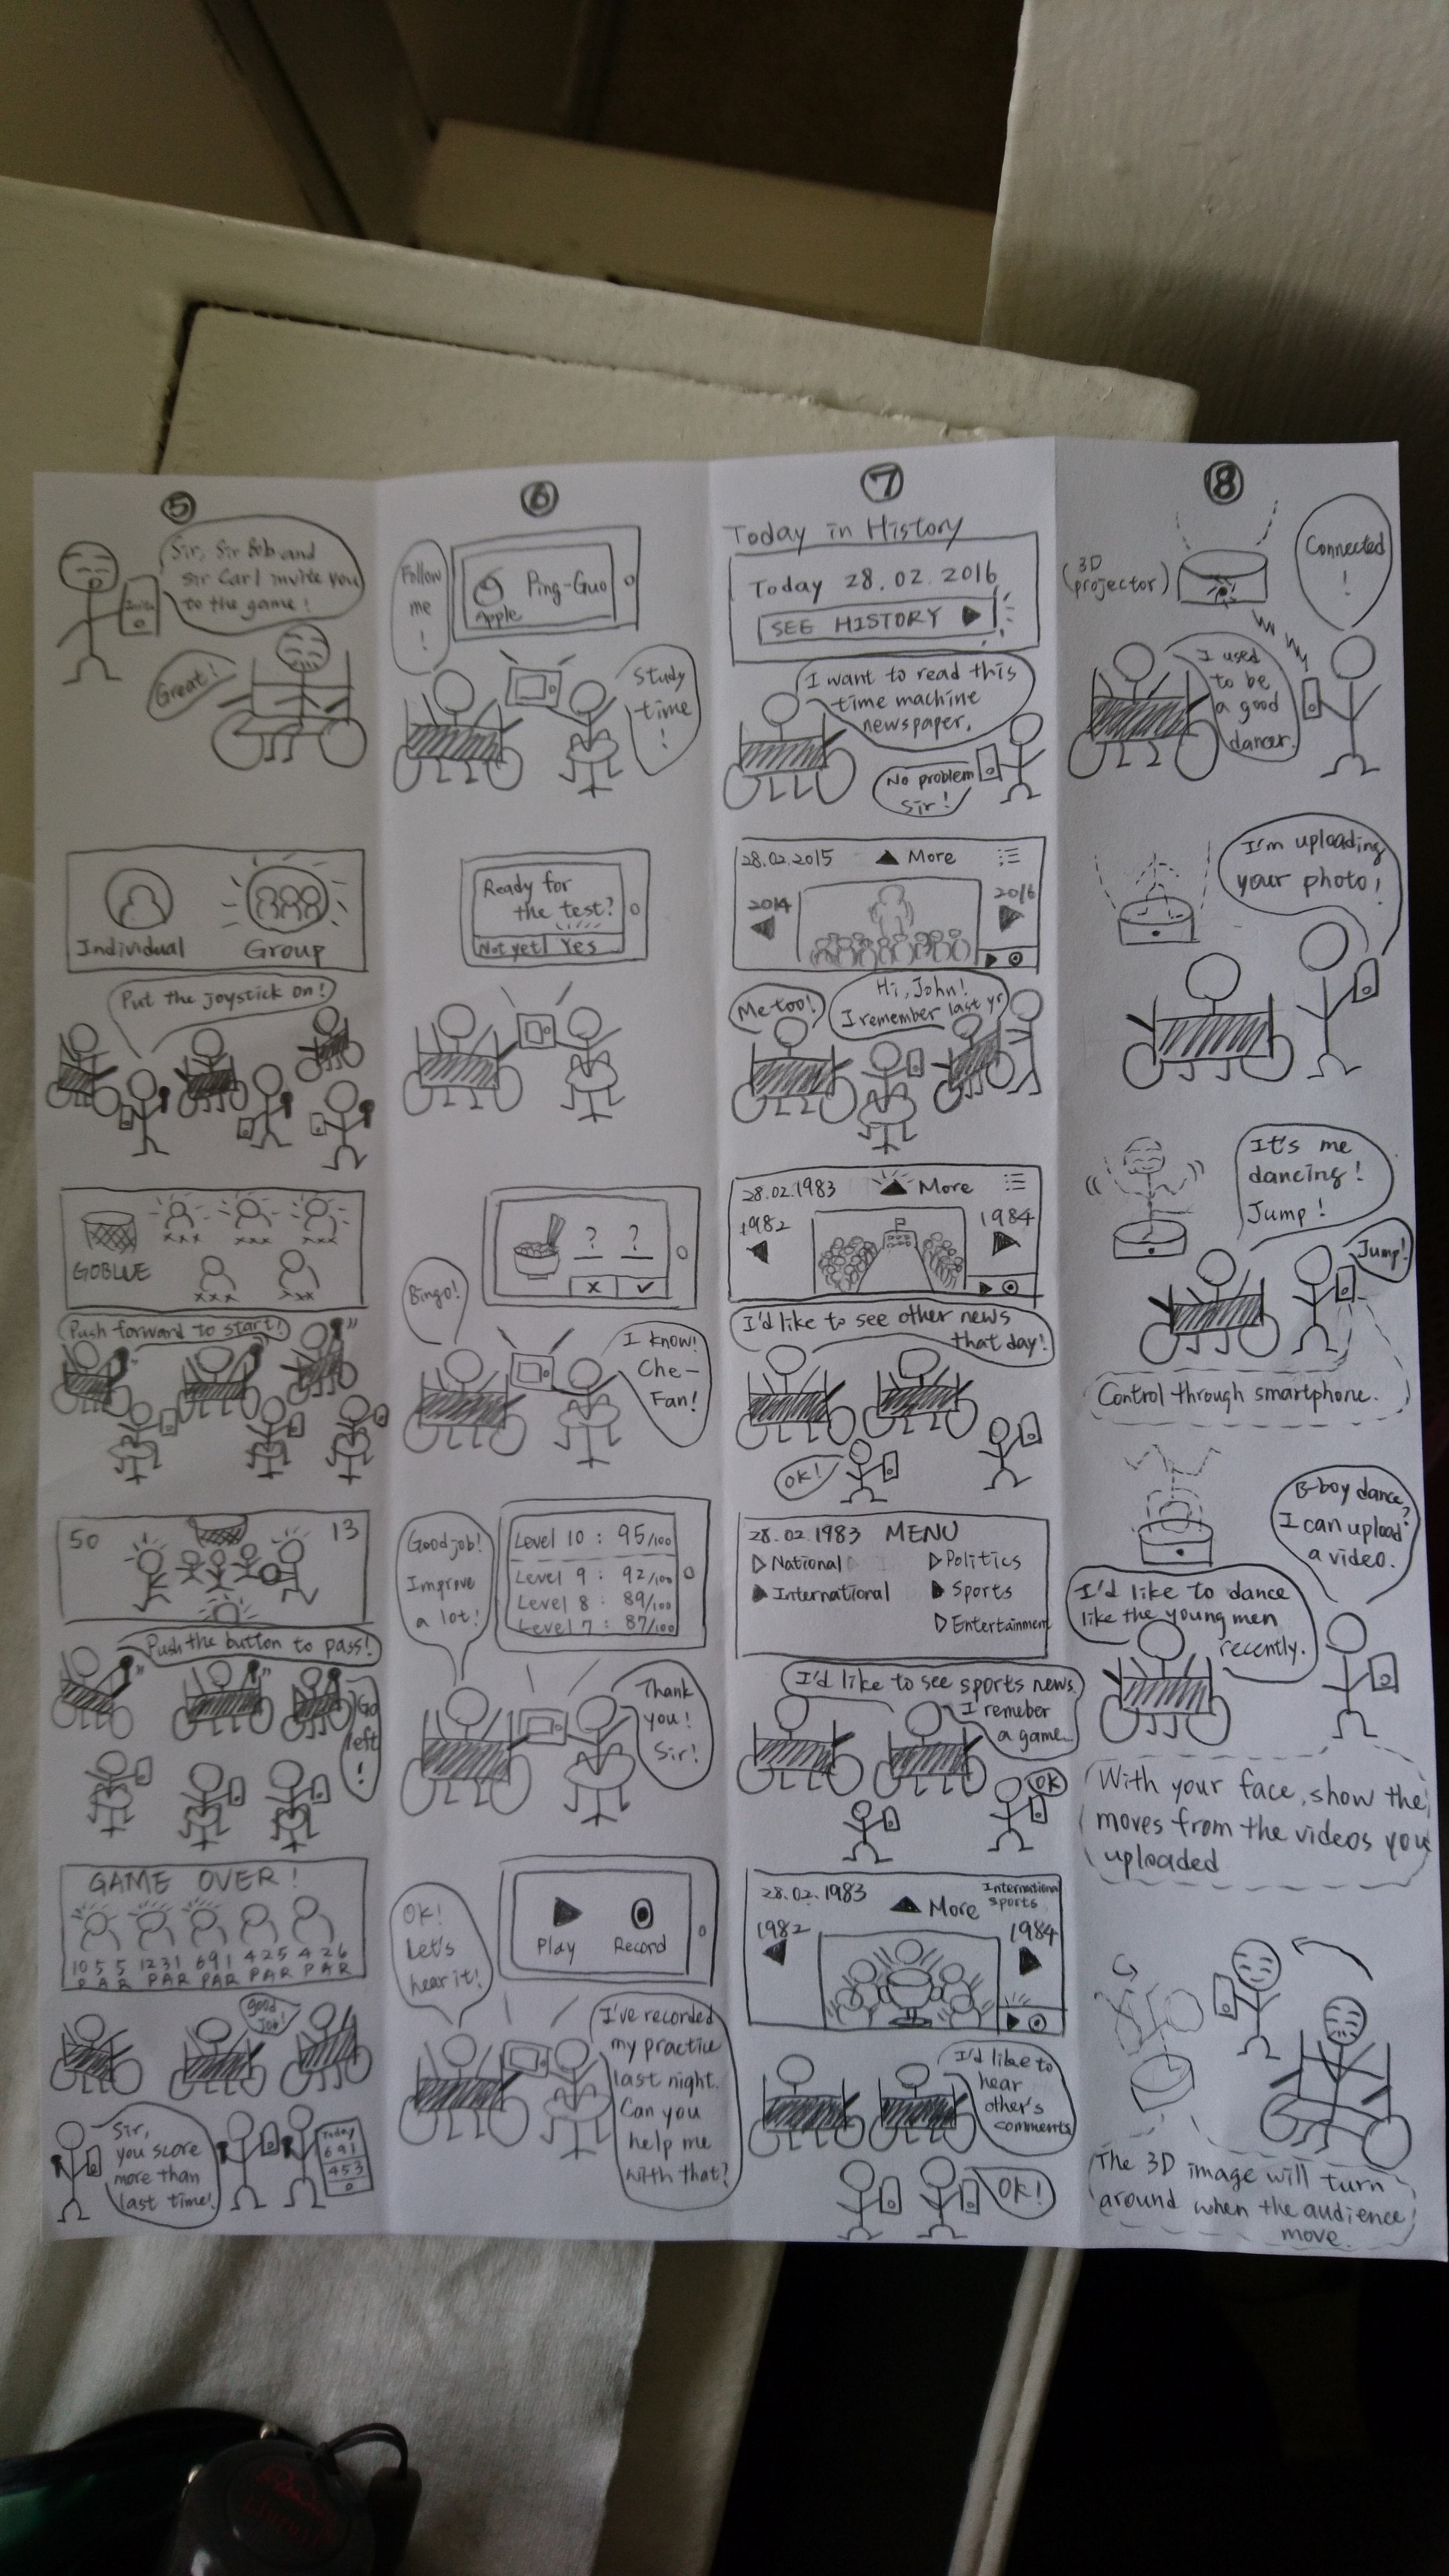 5
Sir, Sir Bob and
Sir Carl invite you
to the game!
Invite
Great!
Individual
Group
Put the joystick on!
GOBLUE
xxx
xxx
xxx
xxx
xxx
Push forward to start!
50
13
Push the button to pass!
Go
left
!
GAME OVER!
10 5 5
1231
691
425
426
PAR
PAR
PAR
PAR
PAR
Good
Job!
Sir,
you score
more than
last time!
Today
691
453
6
Follow
me
!
Ping-Guo
Apple
Study
time
!
Ready for
the test?
Not yet
Yes
? ?
x
✓
Bingo!
I know!
Che-
Fan!
Good job!
Improve
a lot!
Level 10 : 95/100
Level 9 : 92/100
Level 8 : 89/100
Level 7 : 87/100
Thank
you!
Sir!
OK!
Let's
hear it!
Play
Record
I've recorded
my practice
last night.
Can you
help me
with that?
7
Today in History
Today 28.02.2016
SEE HISTORY
I want to read this
time machine
newspaper.
No problem
Sir!
28.02.2015
More
2014
2016
Me too!
Hi, John!
I remember last yr
28.02.1983
More
1982
1984
I'd like to see other news
that day!
OK!
28.02.1983 MENU
National
Politics
International
Sports
Entertainment
I'd like to see sports news.
I remeber
a game..
OK
28.02.1983
More
International
sports
1982
1984
I'd like to
hear
other's
comments
OK!
8
(3D
projector)
Connected
!
I used
to be
a good
dancer.
I'm uploading
your photo!
It's me
dancing!
Jump!
Jump!
Control through smartphone.
B-boy dance?
I can upload
a video.
I'd like to dance
like the young men
recently.
With your face, show the
moves from the videos you
uploaded
The 3D image will turn
around when the audience
move.